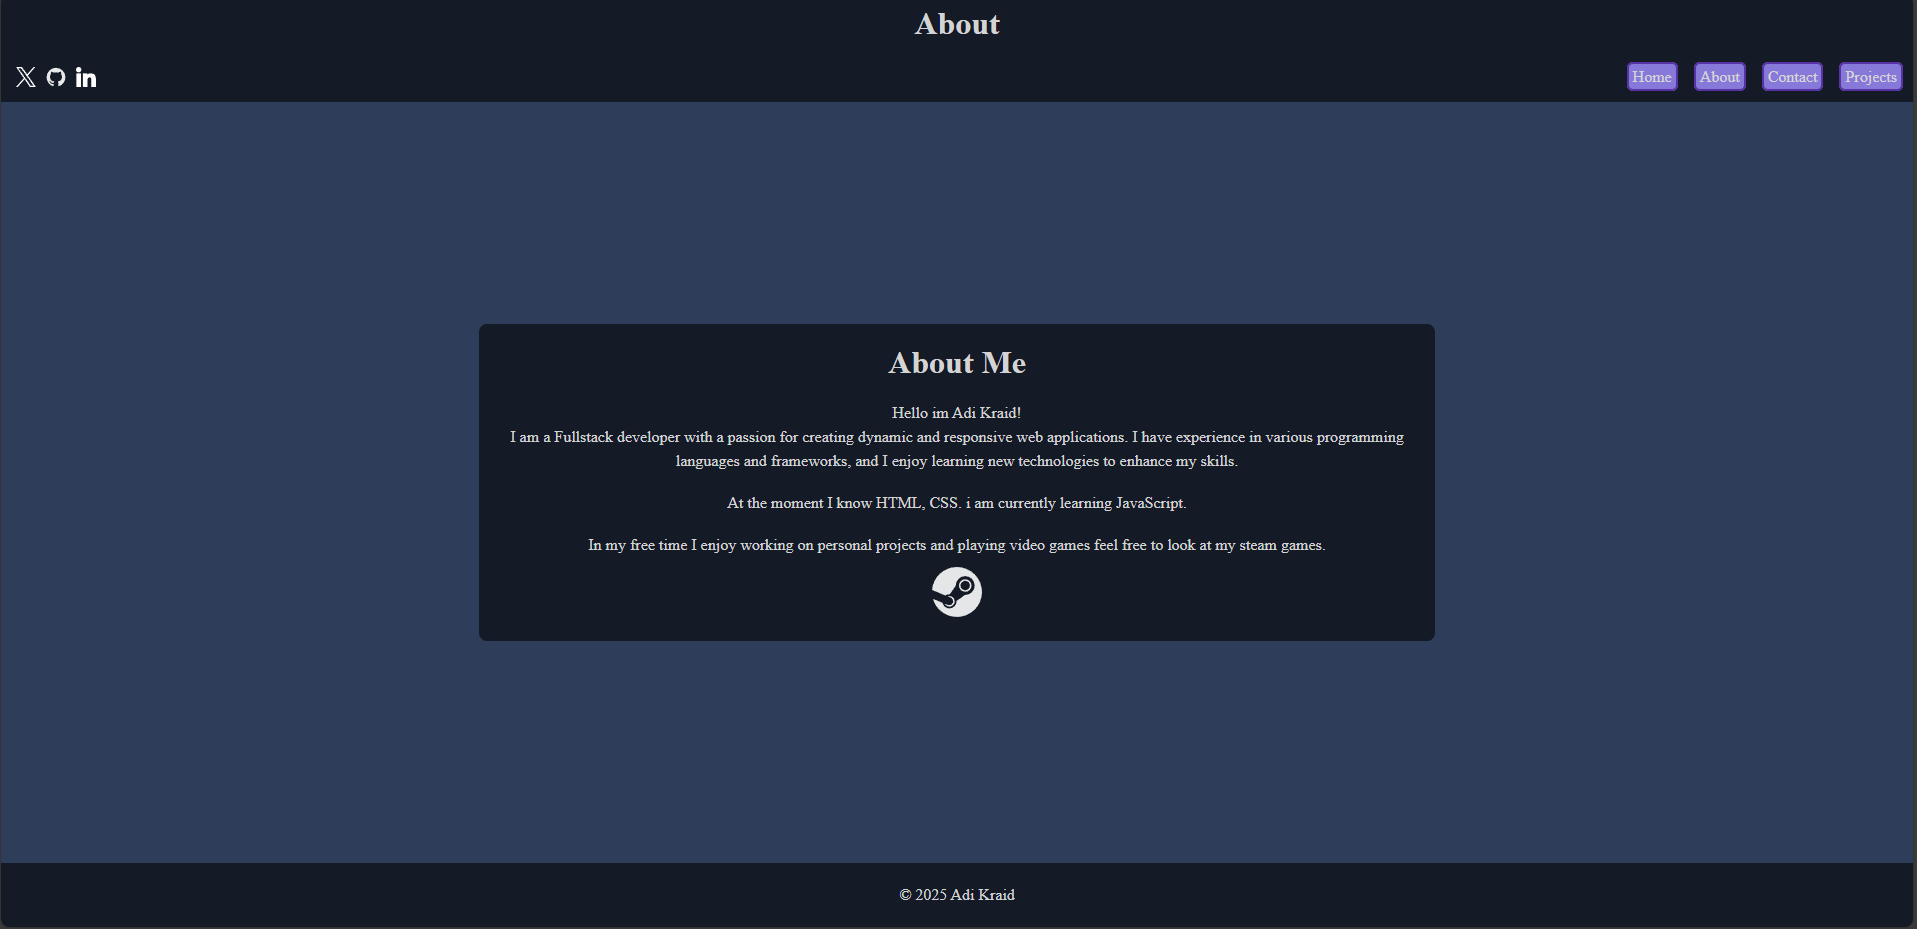 About
Home About Contact Projects
About Me
Hello im Adi Kraid!
I am a Fullstack developer with a passion for creating dynamic and responsive web applications. I have experience in various programming
languages and frameworks, and I enjoy learning new technologies to enhance my skills.
At the moment I know HTML, CSS. i am currently learning JavaScript.
In my free time I enjoy working on personal projects and playing video games feel free to look at my steam games.
© 2025 Adi Kraid